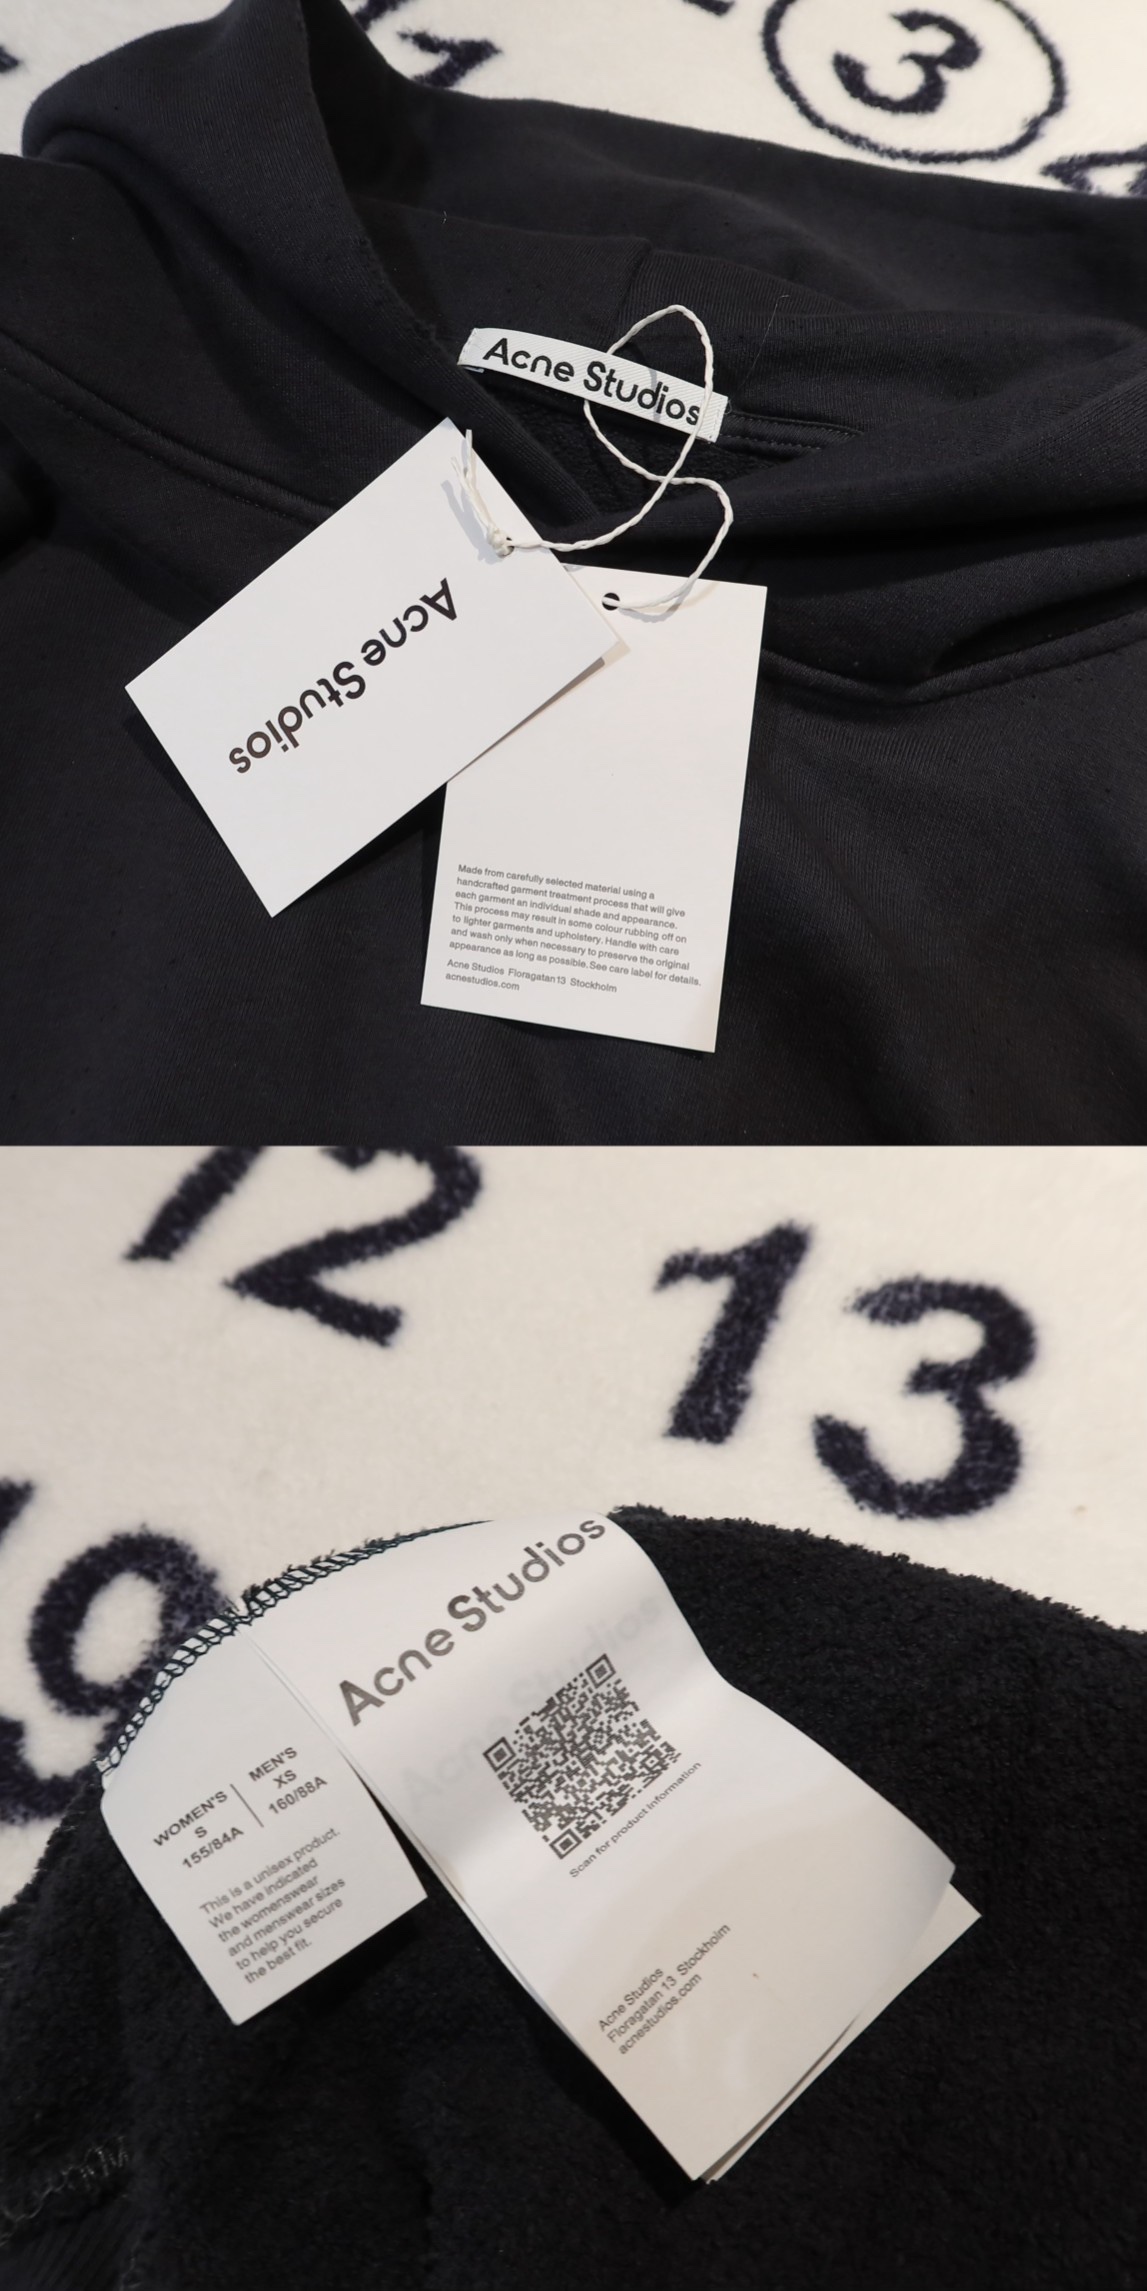 3
Acne Studios
Acne Studios
Made from carefully selected material using a
handcrafted garment treatment process that will give
each garment an individual shade and appearance.
This process may result in some colour rubbing off on
to lighter garments and upholstery. Handle with care
and wash only when necessary to preserve the original
appearance as long as possible. See care label for details.
Acne Studios Floragatan 13 Stockholm
acnestudios.com
12
13
Acne Studios
WOMEN'S
S
155/84A
MEN'S
XS
160/88A
This is a unisex product.
We have indicated
the womenswear
and menswear sizes
to help you secure
the best fit.
Scan for product information
Acne Studios
Floragatan 13 Stockholm
acnestudios.com